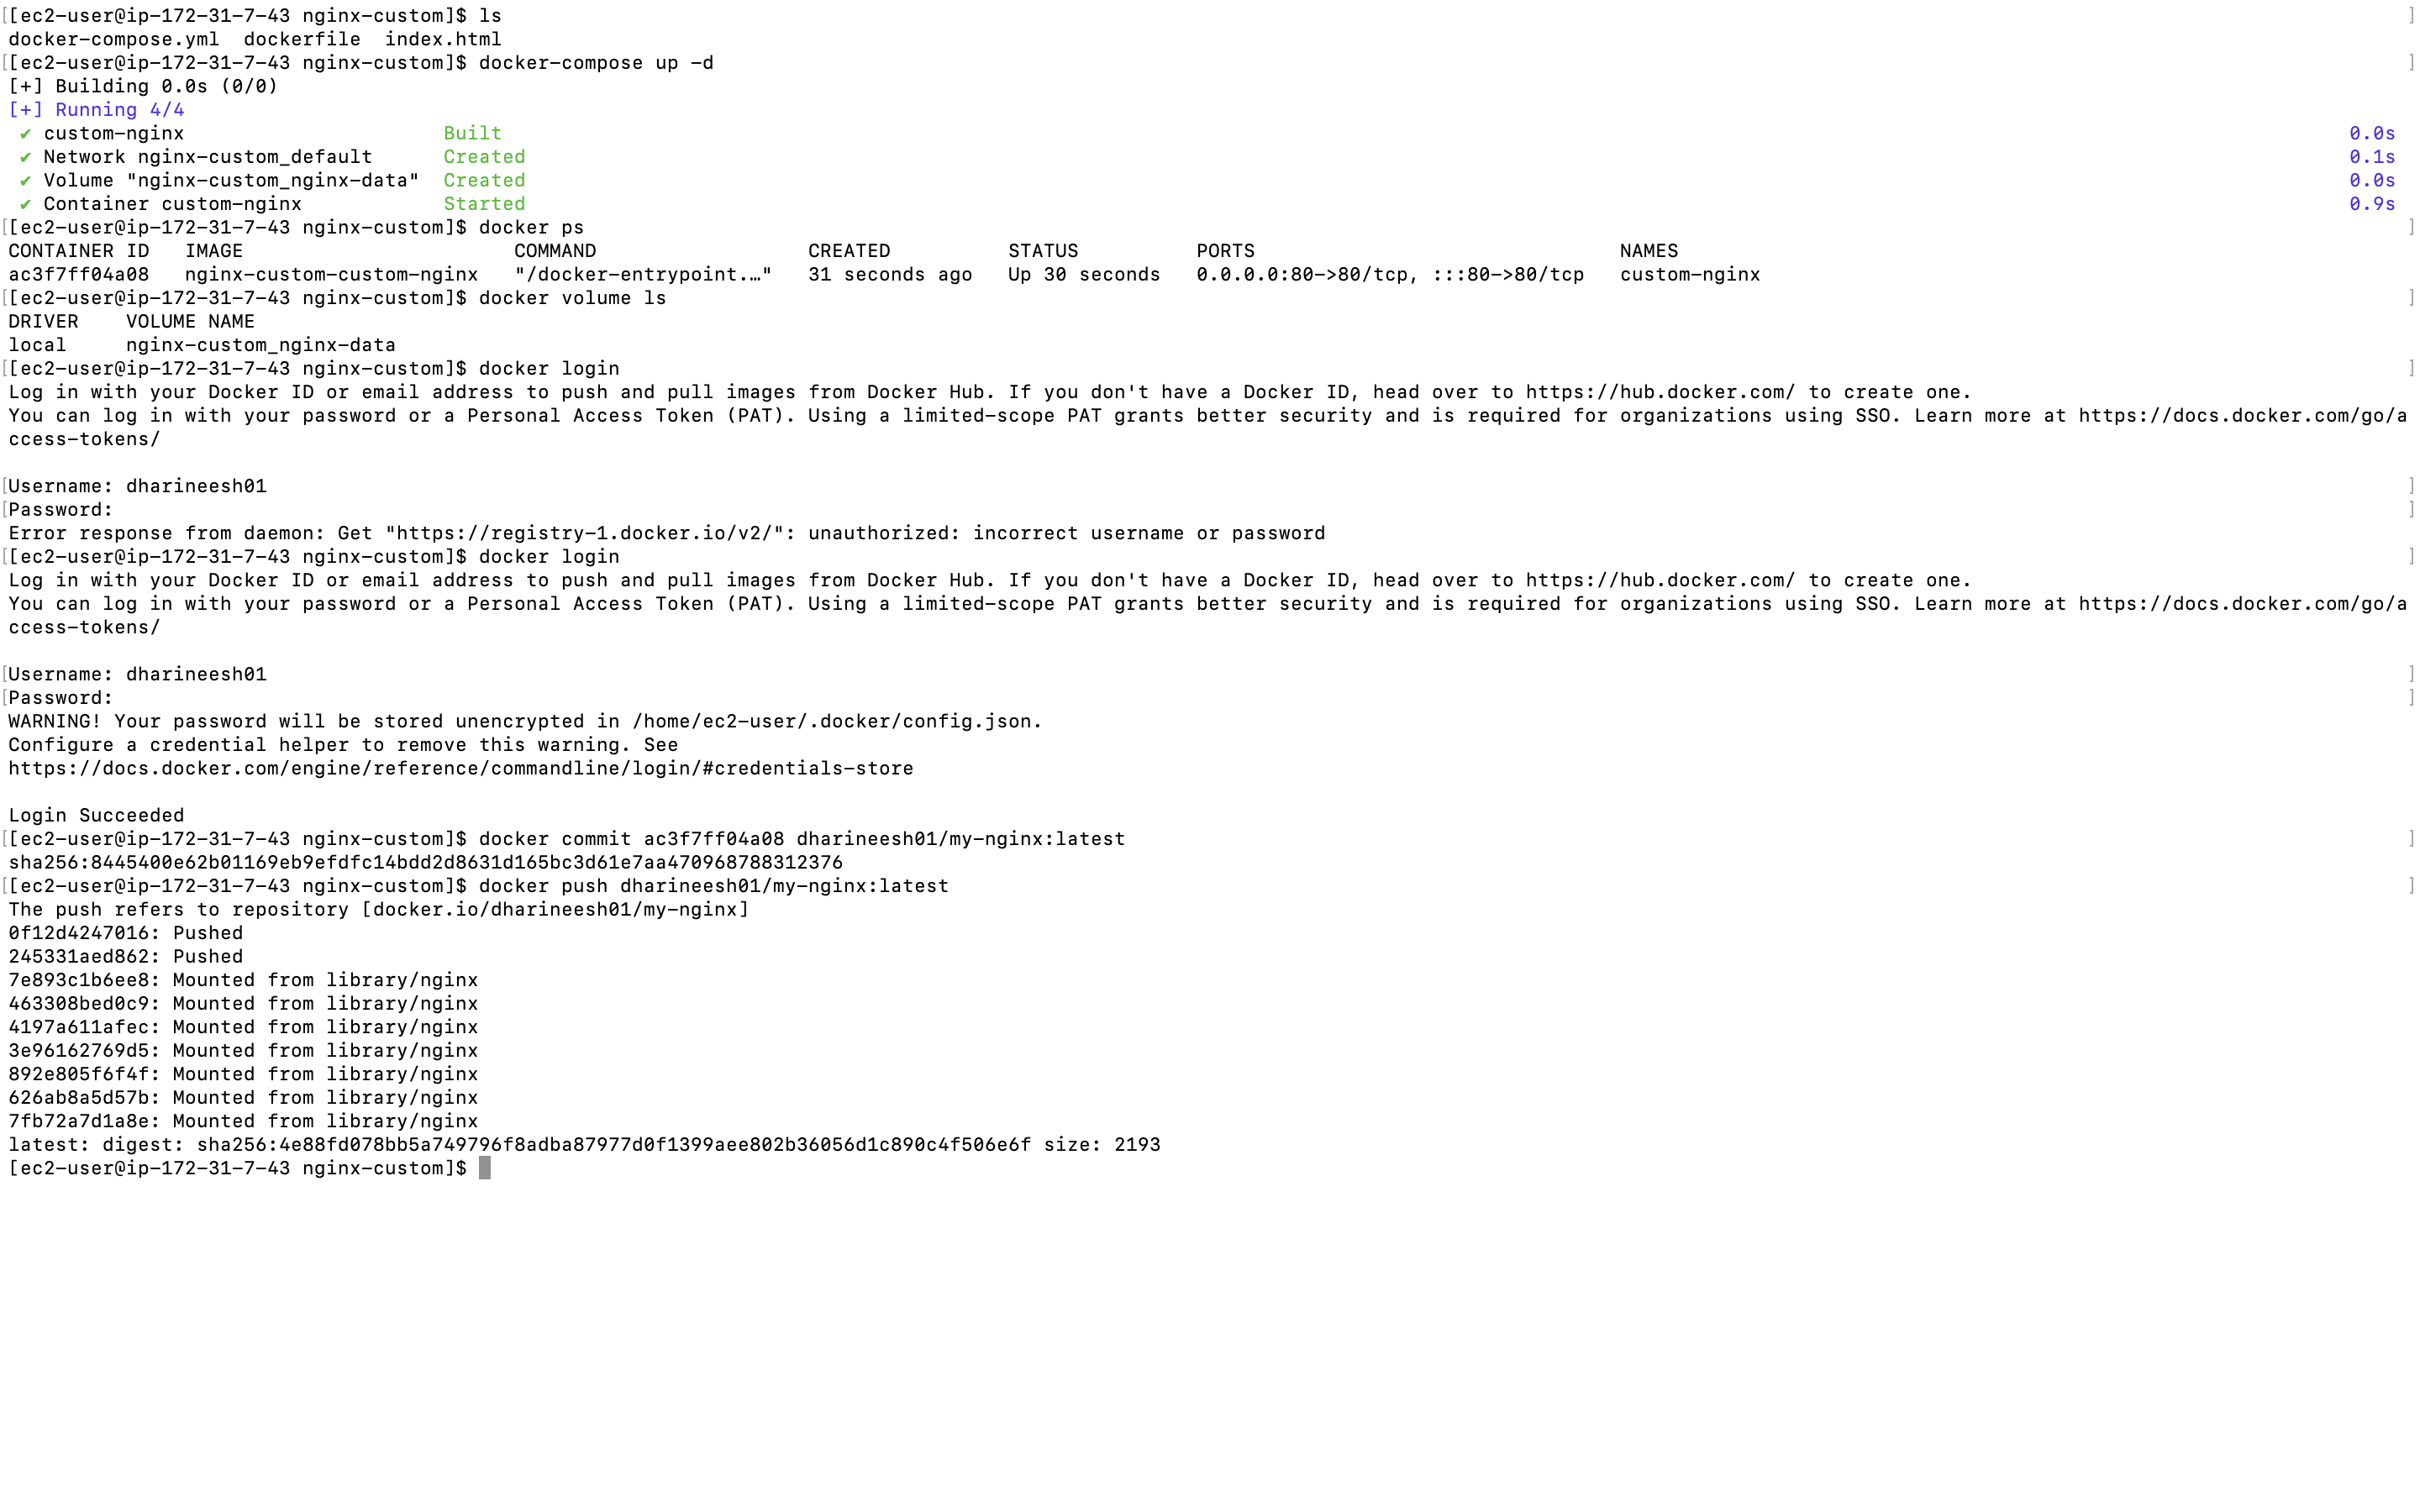 [ec2-user@ip-172-31-7-43 nginx-custom]$ ls
docker-compose.yml  dockerfile  index.html
[ec2-user@ip-172-31-7-43 nginx-custom]$ docker-compose up -d
[+] Building 0.0s (0/0)
[+] Running 4/4
✔ custom-nginx Built 0.0s
✔ Network nginx-custom_default Created 0.1s
✔ Volume "nginx-custom_nginx-data" Created 0.0s
✔ Container custom-nginx Started 0.9s
[ec2-user@ip-172-31-7-43 nginx-custom]$ docker ps
CONTAINER ID   IMAGE   COMMAND   CREATED   STATUS   PORTS   NAMES
ac3f7ff04a08   nginx-custom-custom-nginx   "/docker-entrypoint.…"   31 seconds ago   Up 30 seconds   0.0.0.0:80->80/tcp, :::80->80/tcp   custom-nginx
[ec2-user@ip-172-31-7-43 nginx-custom]$ docker volume ls
DRIVER    VOLUME NAME
local     nginx-custom_nginx-data
[ec2-user@ip-172-31-7-43 nginx-custom]$ docker login
Log in with your Docker ID or email address to push and pull images from Docker Hub. If you don't have a Docker ID, head over to https://hub.docker.com/ to create one.
You can log in with your password or a Personal Access Token (PAT). Using a limited-scope PAT grants better security and is required for organizations using SSO. Learn more at https://docs.docker.com/go/a
ccess-tokens/
Username: dharineesh01
Password:
Error response from daemon: Get "https://registry-1.docker.io/v2/": unauthorized: incorrect username or password
[ec2-user@ip-172-31-7-43 nginx-custom]$ docker login
Log in with your Docker ID or email address to push and pull images from Docker Hub. If you don't have a Docker ID, head over to https://hub.docker.com/ to create one.
You can log in with your password or a Personal Access Token (PAT). Using a limited-scope PAT grants better security and is required for organizations using SSO. Learn more at https://docs.docker.com/go/a
ccess-tokens/
Username: dharineesh01
Password:
WARNING! Your password will be stored unencrypted in /home/ec2-user/.docker/config.json.
Configure a credential helper to remove this warning. See
https://docs.docker.com/engine/reference/commandline/login/#credentials-store
Login Succeeded
[ec2-user@ip-172-31-7-43 nginx-custom]$ docker commit ac3f7ff04a08 dharineesh01/my-nginx:latest
sha256:8445400e62b01169eb9efdfc14bdd2d8631d165bc3d61e7aa470968788312376
[ec2-user@ip-172-31-7-43 nginx-custom]$ docker push dharineesh01/my-nginx:latest
The push refers to repository [docker.io/dharineesh01/my-nginx]
0f12d4247016: Pushed
245331aed862: Pushed
7e893c1b6ee8: Mounted from library/nginx
463308bed0c9: Mounted from library/nginx
4197a611afec: Mounted from library/nginx
3e96162769d5: Mounted from library/nginx
892e805f6f4f: Mounted from library/nginx
626ab8a5d57b: Mounted from library/nginx
7fb72a7d1a8e: Mounted from library/nginx
latest: digest: sha256:4e88fd078bb5a749796f8adba87977d0f1399aee802b36056d1c890c4f506e6f size: 2193
[ec2-user@ip-172-31-7-43 nginx-custom]$